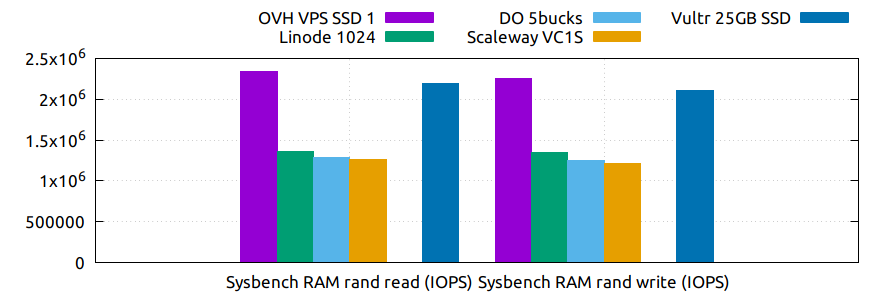 OVH VPS SSD 1 DO 5bucks Vultr 25GB SSD
Linode 1024 Scaleway VC1S
2.5x10⁶
2x10⁶
1.5x10⁶
1x10⁶
500000
0
Sysbench RAM rand read (IOPS) Sysbench RAM rand write (IOPS)